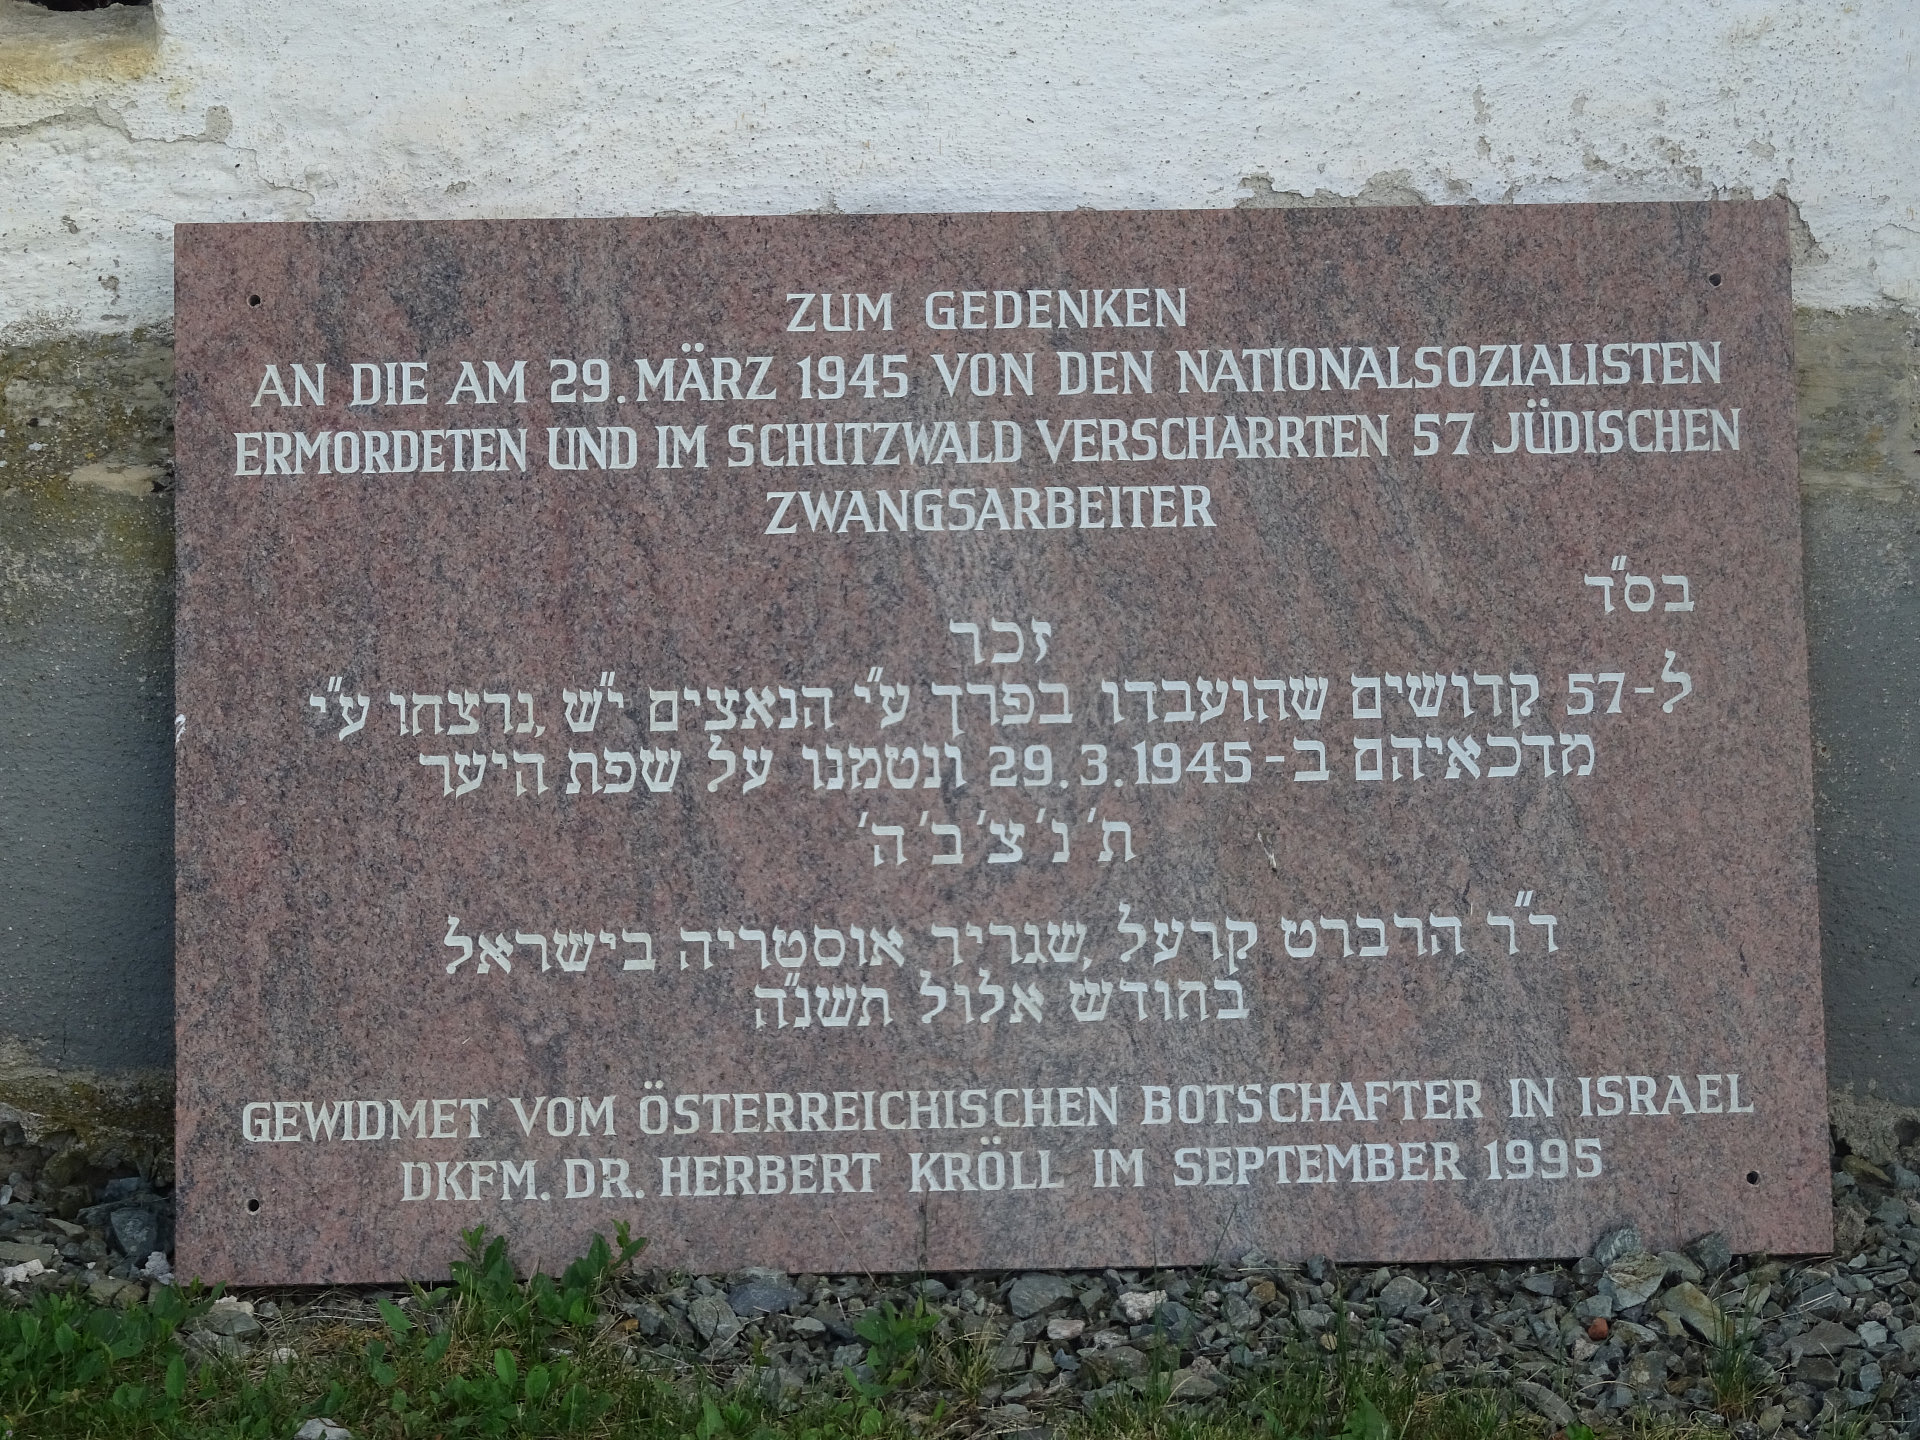 ZUM GEDENKEN
AN DIE AM 29. MÄRZ 1945 VON DEN NATIONALSOZIALISTEN
ERMORDETEN UND IM SCHUTZWALD VERSCHARRTEN 57 JÜDISCHEN
ZWANGSARBEITER
בס"ד
זכר
ל-57 קדושים שהועבדו בפרך ע"י הנאצים י"ש, נרצחו ע"י
מדכאיהם ב-29.3.1945 ונטמנו על שפת היער
ת' נ' צ' ב' ה'
ד"ר הרברט קרעל, שגריר אוסטריה בישראל
בחודש אלול תשנ"ה
GEWIDMET VOM ÖSTERREICHISCHEN BOTSCHAFTER IN ISRAEL
DKFM. DR. HERBERT KRÖLL IM SEPTEMBER 1995